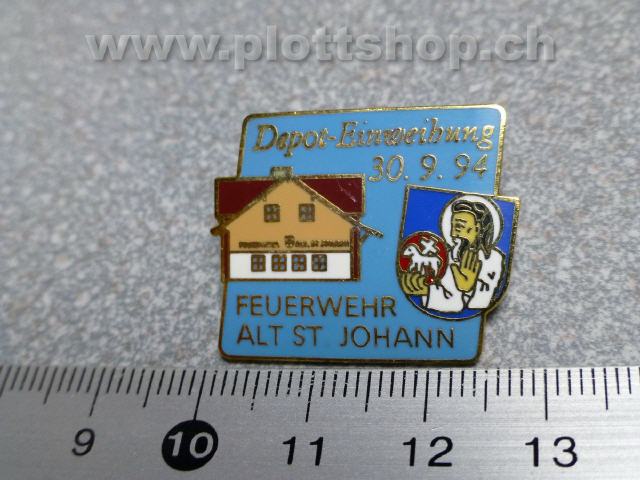 www.plottshop.ch
Depot-Einweihung
30. 9. 94
FEUERWEHR
ALT ST JOHANN
9 10 11 12 13